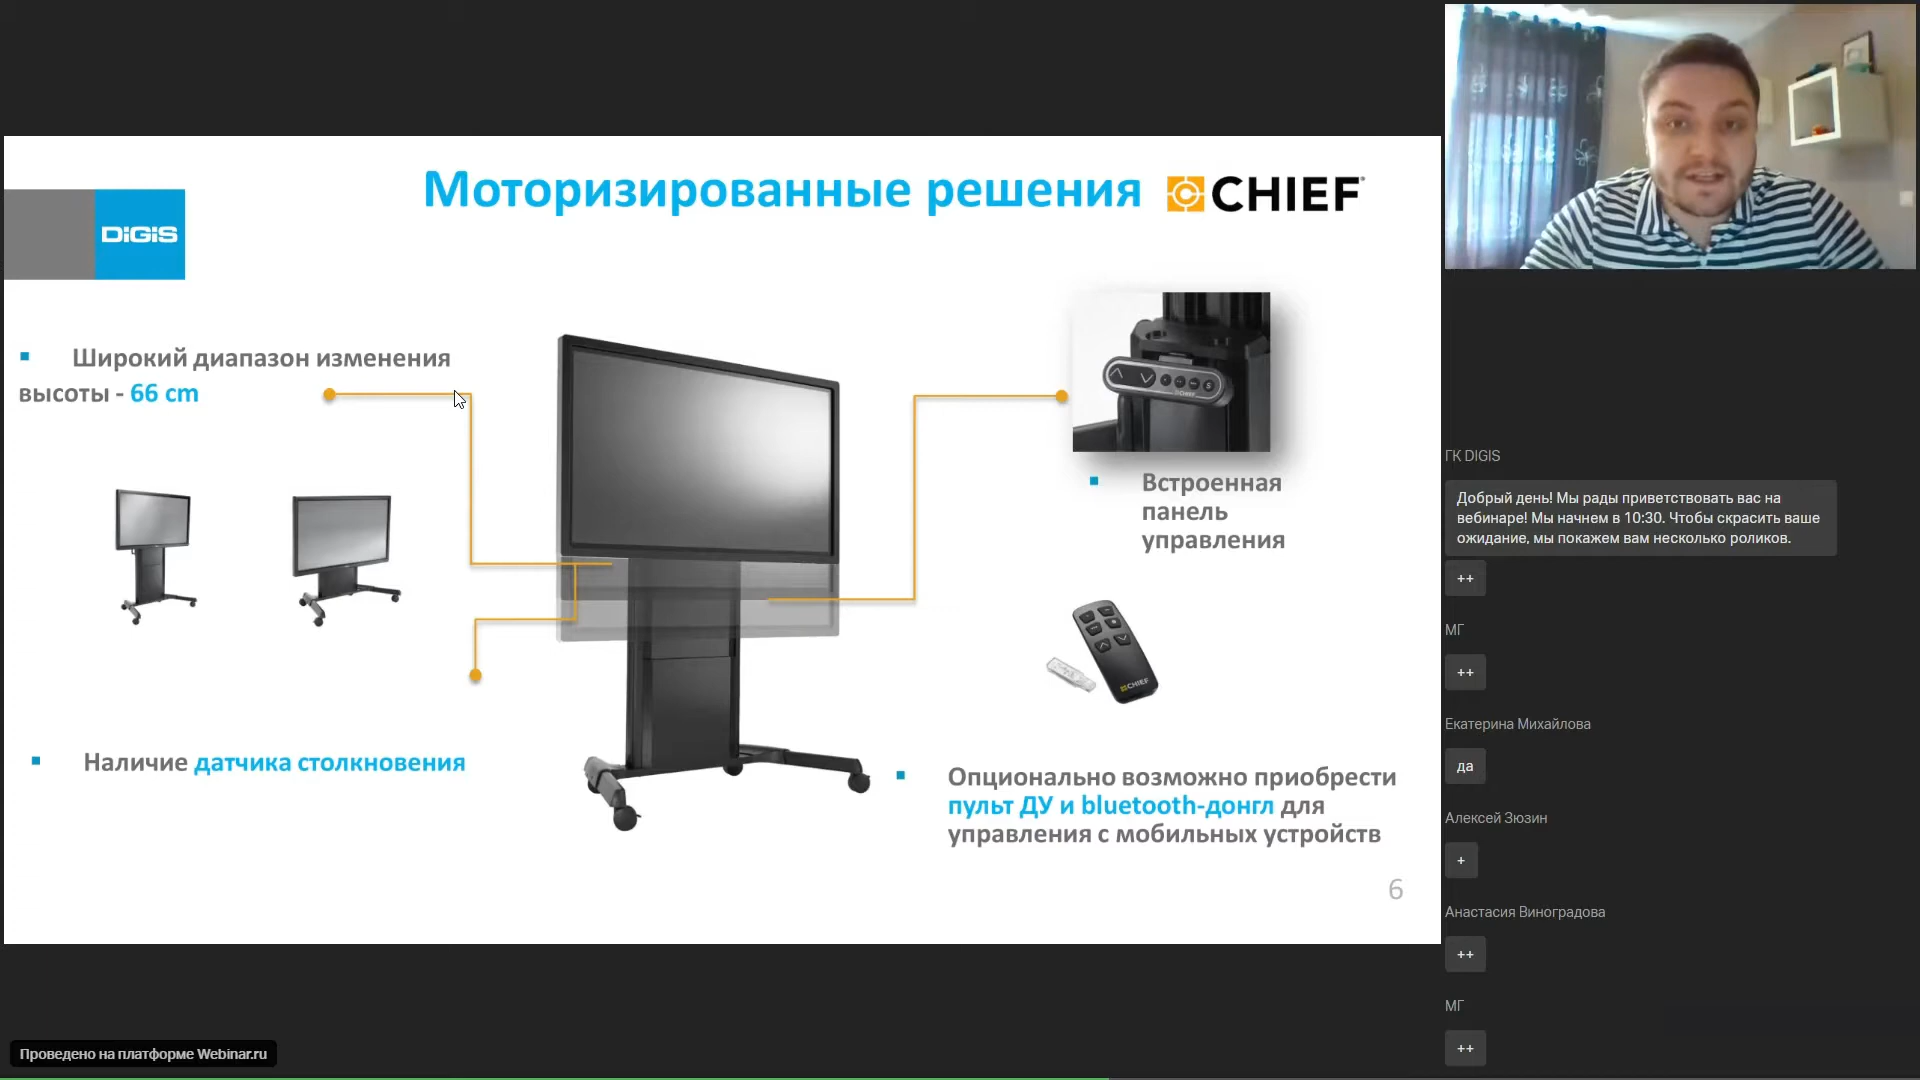 Моторизированные решения
CHIEF
DiGiS
Широкий диапазон изменения
высоты - 66 cm
Встроенная
панель
управления
CHIEF
Наличие датчика столкновения
Опционально возможно приобрести
пульт ДУ и bluetooth-донгл для
управления с мобильных устройств
6
ГК DIGIS
Добрый день! Мы рады приветствовать вас на
вебинаре! Мы начнем в 10:30. Чтобы скрасить ваше
ожидание, мы покажем вам несколько роликов.
++
МГ
++
Екатерина Михайлова
да
Алексей Зюзин
+
Анастасия Виноградова
++
МГ
++
Проведено на платформе Webinar.ru